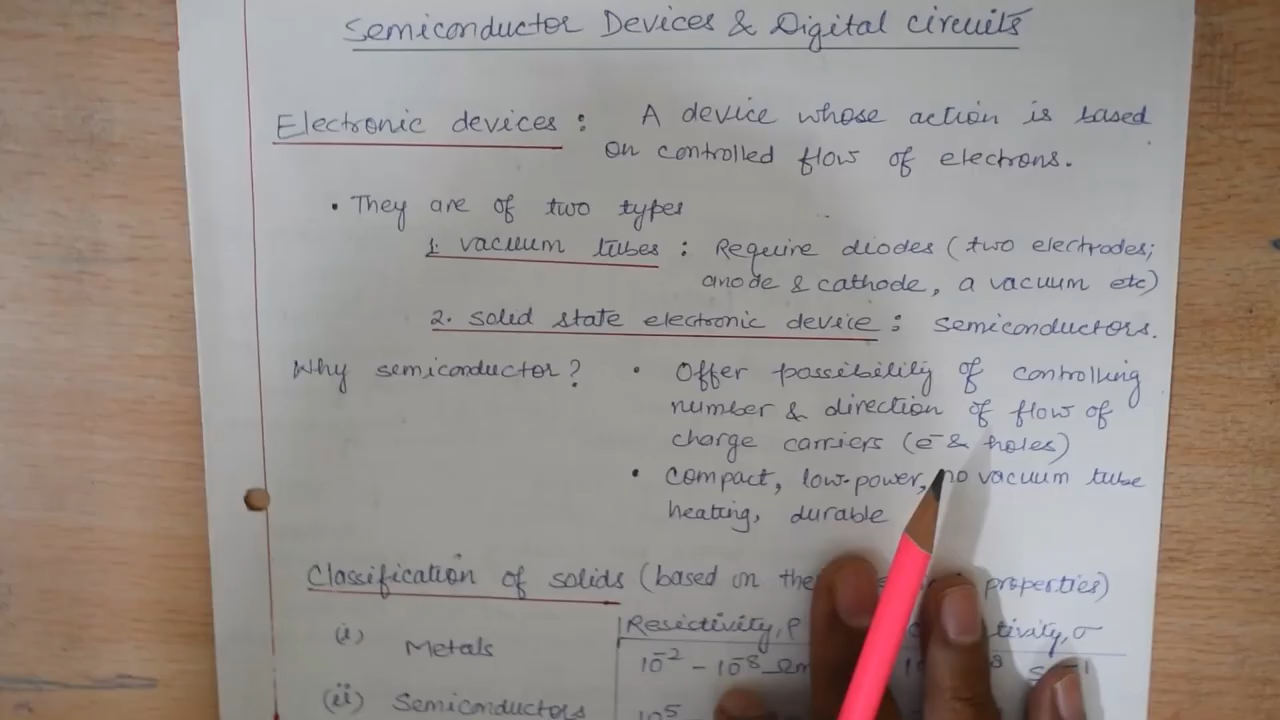 Semiconductor Devices & Digital circuits
Electronic devices : A device whose action is based
on controlled flow of electrons.
• They are of two types
1. vacuum tubes : Require diodes (two electrodes;
anode & cathode, a vacuum etc)
2. solid state electronic device : semiconductors.
Why semiconductor? • Offer possibility of controlling
number & direction of flow of
charge carriers (e⁻ & holes)
• compact, low-power, no vacuum tube
heating, durable
Classification of solids (based on the properties)
Resistivity, ρ σ
(i) Metals 10⁻² – 10⁻⁸ Ωm
(ii) Semiconductors 10⁵